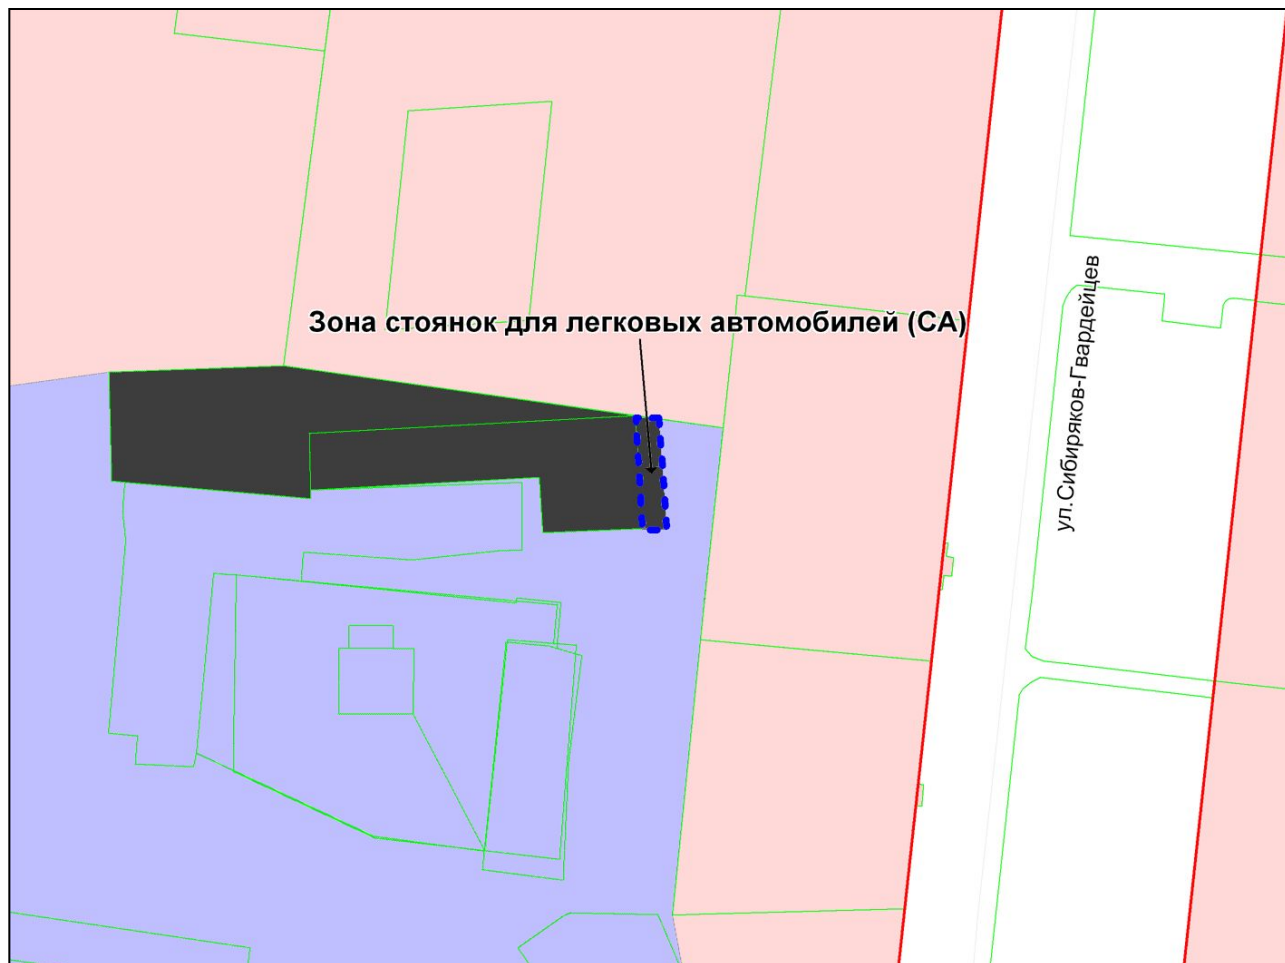 Зона стоянок для легковых автомобилей (СА)
ул.Сибиряков-Гвардейцев